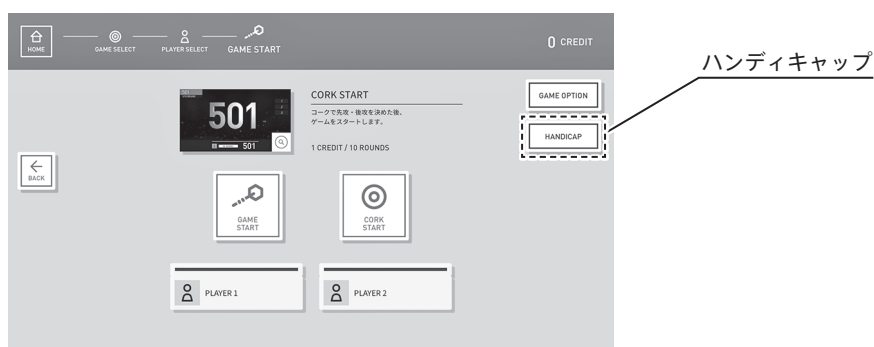 HOME
GAME SELECT
PLAYER SELECT
GAME START
0 CREDIT
ハンディキャップ
501
501
CORK START
コークで先攻・後攻を決めた後、
ゲームをスタートします。
1 CREDIT / 10 ROUNDS
GAME OPTION
HANDICAP
BACK
GAME
START
CORK
START
PLAYER 1
PLAYER 2